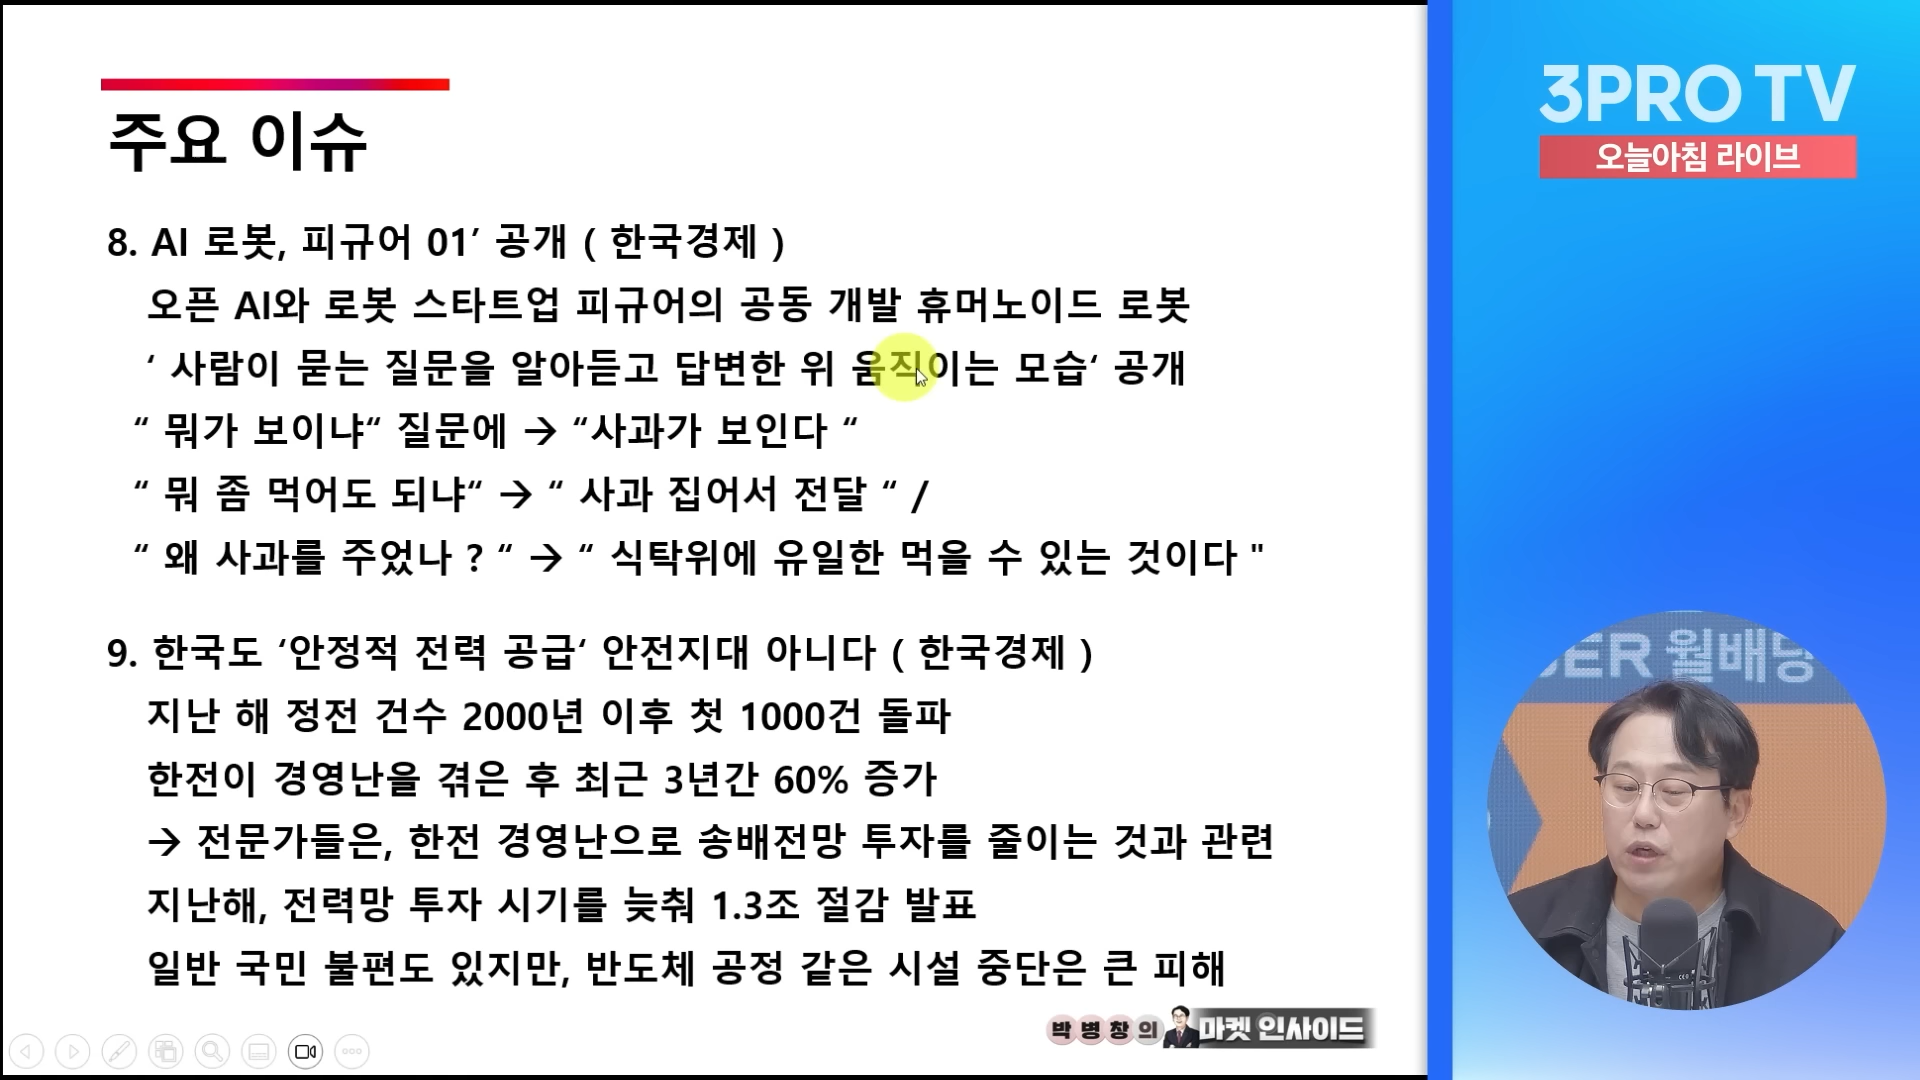 주요 이슈
8. AI 로봇, 피규어 01’ 공개 ( 한국경제 )
오픈 AI와 로봇 스타트업 피규어의 공동 개발 휴머노이드 로봇
‘ 사람이 묻는 질문을 알아듣고 답변한 위 움직이는 모습‘ 공개
“ 뭐가 보이냐“ 질문에 → “사과가 보인다 “
“ 뭐 좀 먹어도 되냐“ → “ 사과 집어서 전달 “ /
“ 왜 사과를 주었나 ? “ → “ 식탁위에 유일한 먹을 수 있는 것이다 "
9. 한국도 ‘안정적 전력 공급‘ 안전지대 아니다 ( 한국경제 )
지난 해 정전 건수 2000년 이후 첫 1000건 돌파
한전이 경영난을 겪은 후 최근 3년간 60% 증가
→ 전문가들은, 한전 경영난으로 송배전망 투자를 줄이는 것과 관련
지난해, 전력망 투자 시기를 늦춰 1.3조 절감 발표
일반 국민 불편도 있지만, 반도체 공정 같은 시설 중단은 큰 피해
박병창의 마켓 인사이드
3PRO TV
오늘아침 라이브
월배당